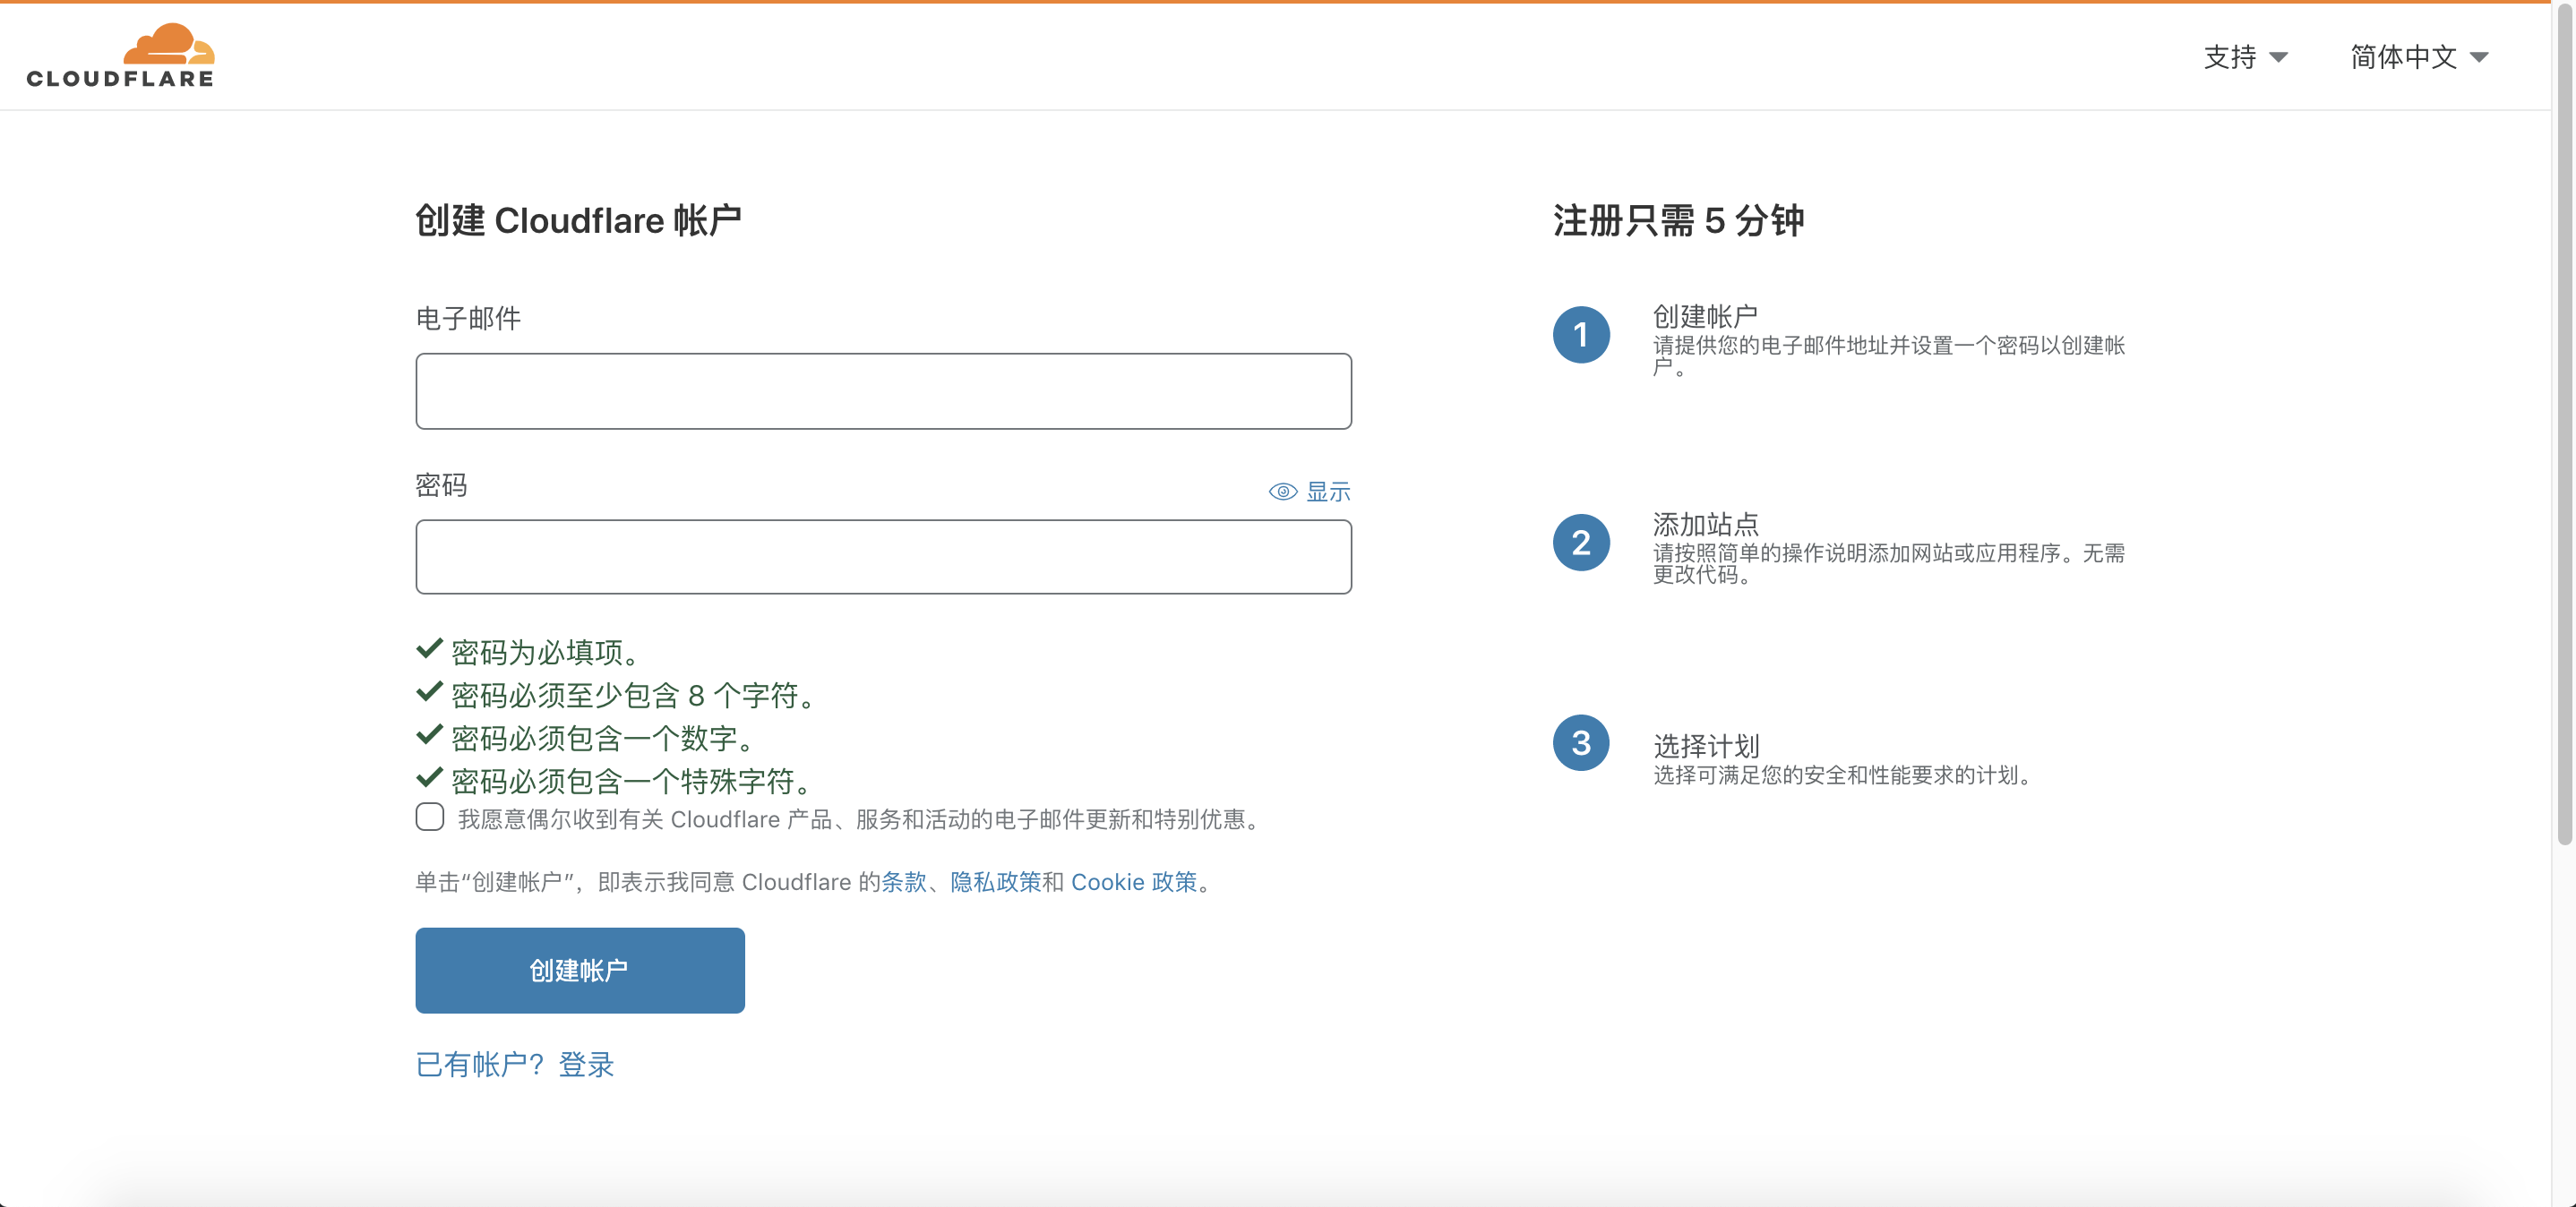 CLOUDFLARE
支持
简体中文
创建 Cloudflare 帐户
电子邮件
密码
显示
密码为必填项。
密码必须至少包含 8 个字符。
密码必须包含一个数字。
密码必须包含一个特殊字符。
我愿意偶尔收到有关 Cloudflare 产品、服务和活动的电子邮件更新和特别优惠。
单击“创建帐户”，即表示我同意 Cloudflare 的条款、隐私政策和 Cookie 政策。
创建帐户
已有帐户？登录
注册只需 5 分钟
1
创建帐户
请提供您的电子邮件地址并设置一个密码以创建帐
户。
2
添加站点
请按照简单的操作说明添加网站或应用程序。无需
更改代码。
3
选择计划
选择可满足您的安全和性能要求的计划。